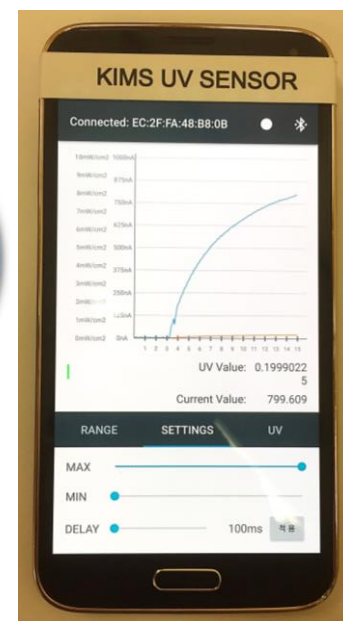 KIMS UV SENSOR
Connected: EC:2F:FA:48:B8:0B
10mW/cm2 1000nA
9mW/cm2 875nA
8mW/cm2 750nA
7mW/cm2
6mW/cm2 625nA
5mW/cm2 500nA
4mW/cm2 375nA
3mW/cm2
2mW/cm2 250nA
1mW/cm2 125nA
0mW/cm2 0nA
1 2 3 4 5 6 7 8 9 10 11 12 13 14 15
UV Value: 0.1999022
5
Current Value: 799.609
RANGE SETTINGS UV
MAX
MIN
DELAY 100ms 적용